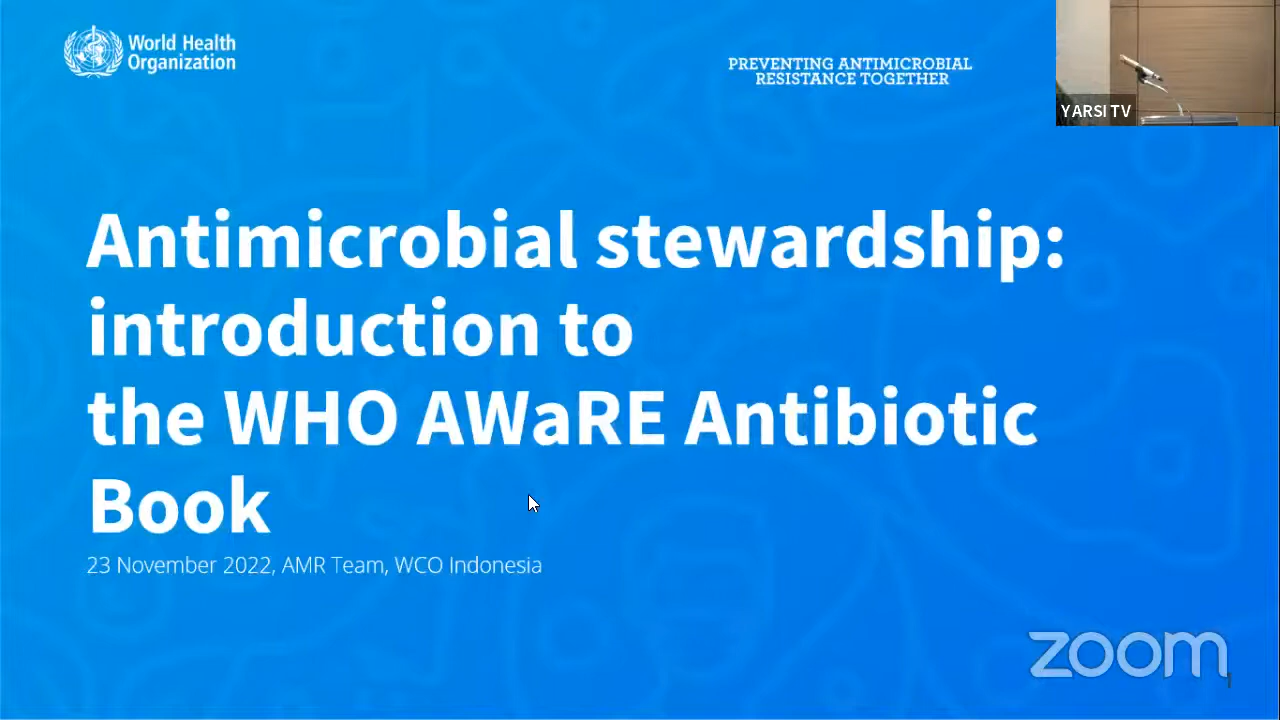 World Health
Organization
PREVENTING ANTIMICROBIAL
RESISTANCE TOGETHER
YARSI TV
Antimicrobial stewardship:
introduction to
the WHO AWaRE Antibiotic
Book
23 November 2022, AMR Team, WCO Indonesia
zoom
1